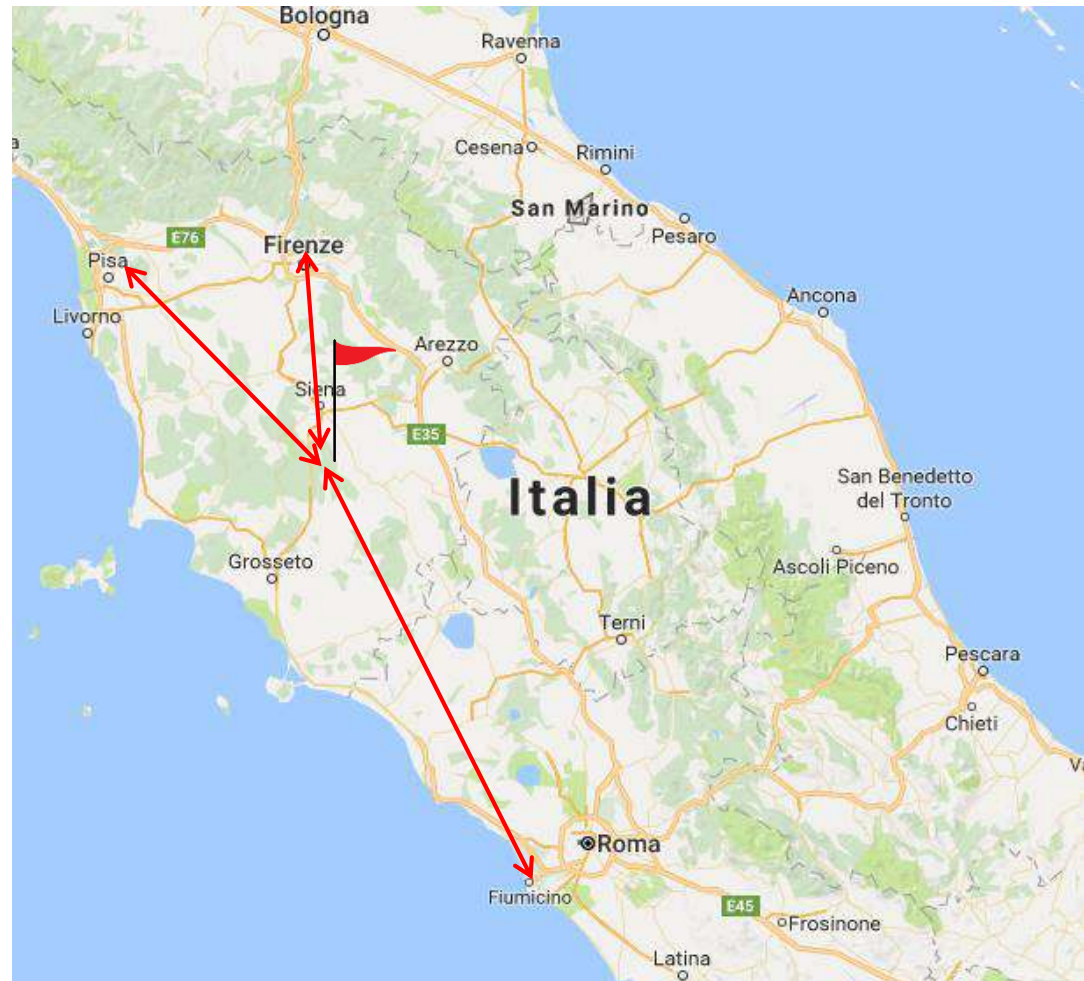 Bologna
Ravenna
Cesena
Rimini
San Marino
Pesaro
E76
Firenze
Pisa
Livorno
Ancona
Arezzo
Siena
E35
San Benedetto
del Tronto
Italia
Grosseto
Ascoli Piceno
Terni
Pescara
Chieti
Va
Roma
Fiumicino
E45
Frosinone
Latina
a